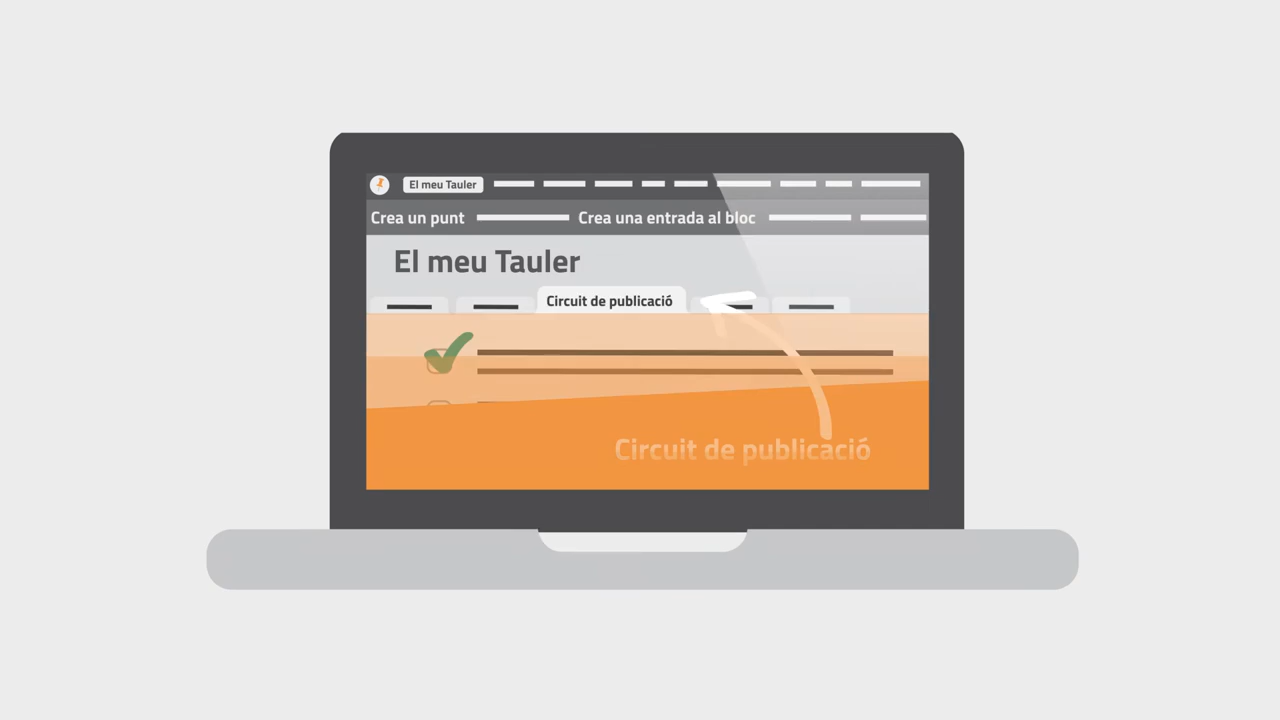 El meu Tauler
Crea un punt Crea una entrada al bloc
El meu Tauler
Circuit de publicació
Circuit de publicació